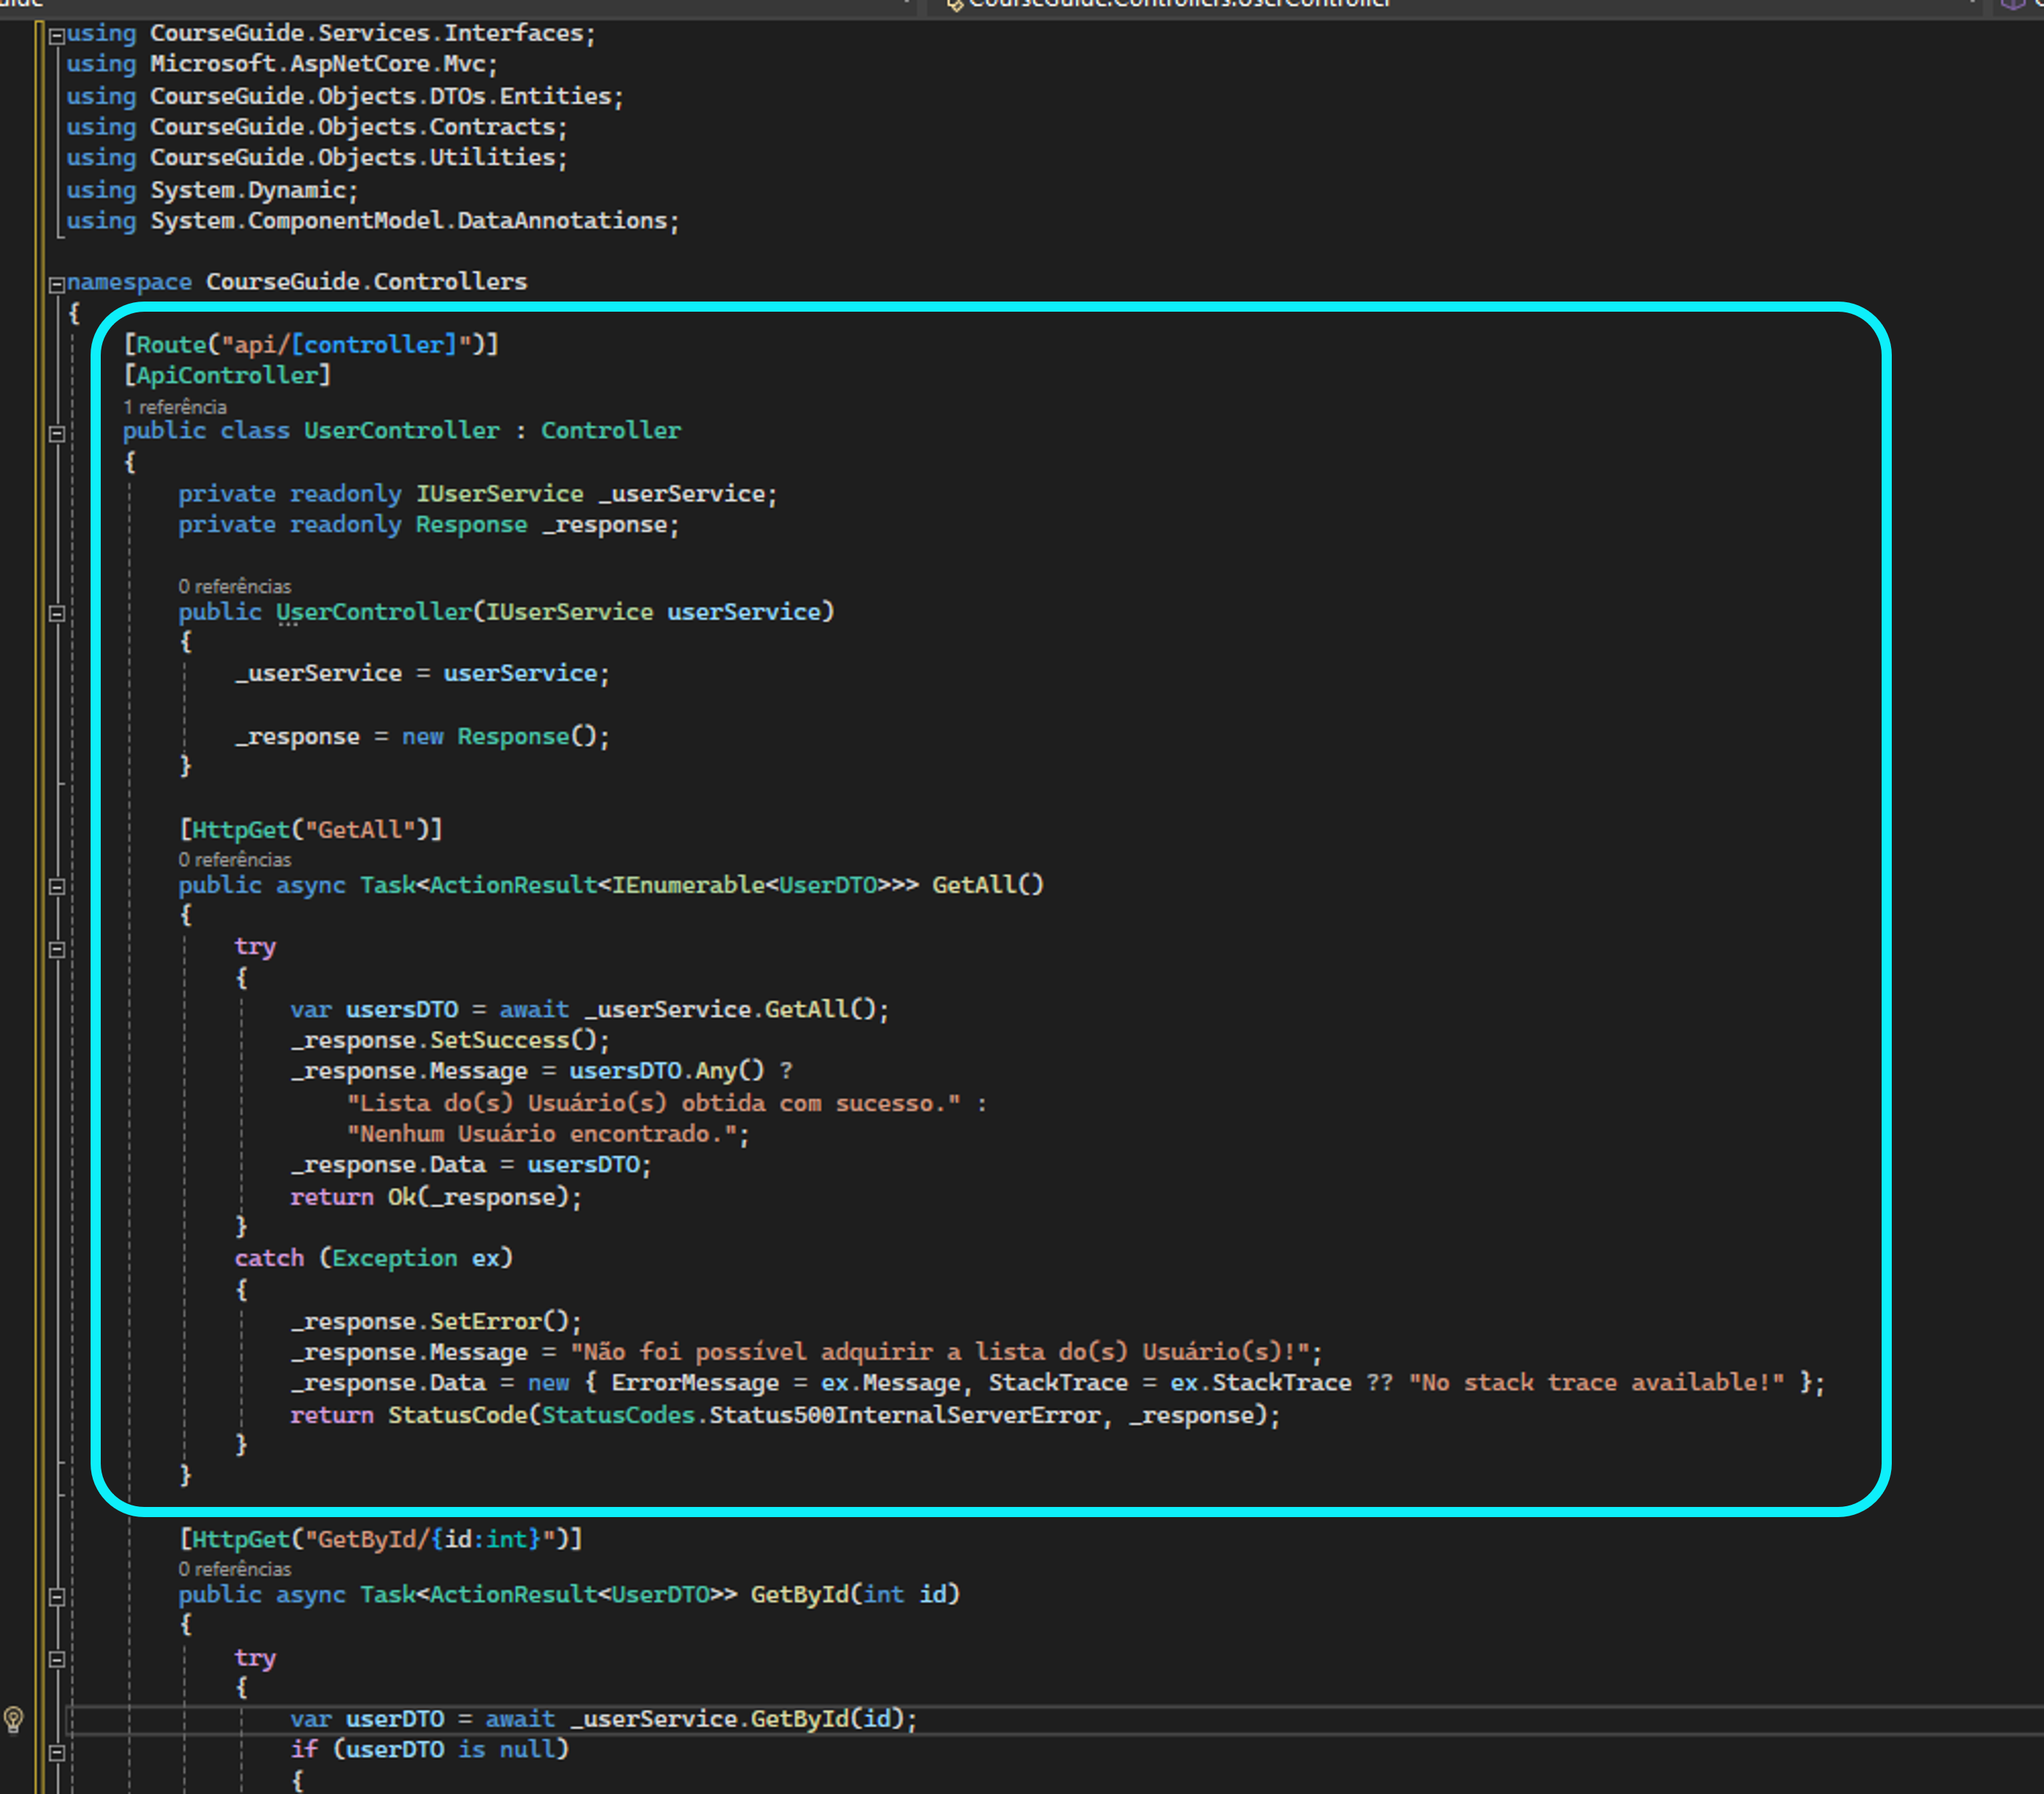 CourseGuide.Controllers.UserController
using CourseGuide.Services.Interfaces;
using Microsoft.AspNetCore.Mvc;
using CourseGuide.Objects.DTOs.Entities;
using CourseGuide.Objects.Contracts;
using CourseGuide.Objects.Utilities;
using System.Dynamic;
using System.ComponentModel.DataAnnotations;
namespace CourseGuide.Controllers
{
[Route("api/[controller]")]
[ApiController]
1 referência
public class UserController : Controller
{
private readonly IUserService _userService;
private readonly Response _response;
0 referências
public UserController(IUserService userService)
{
_userService = userService;
_response = new Response();
}
[HttpGet("GetAll")]
0 referências
public async Task<ActionResult<IEnumerable<UserDTO>>> GetAll()
{
try
{
var usersDTO = await _userService.GetAll();
_response.SetSuccess();
_response.Message = usersDTO.Any() ?
"Lista do(s) Usuário(s) obtida com sucesso." :
"Nenhum Usuário encontrado.";
_response.Data = usersDTO;
return Ok(_response);
}
catch (Exception ex)
{
_response.SetError();
_response.Message = "Não foi possível adquirir a lista do(s) Usuário(s)!";
_response.Data = new { ErrorMessage = ex.Message, StackTrace = ex.StackTrace ?? "No stack trace available!" };
return StatusCode(StatusCodes.Status500InternalServerError, _response);
}
}
[HttpGet("GetById/{id:int}")]
0 referências
public async Task<ActionResult<UserDTO>> GetById(int id)
{
try
{
var userDTO = await _userService.GetById(id);
if (userDTO is null)
{